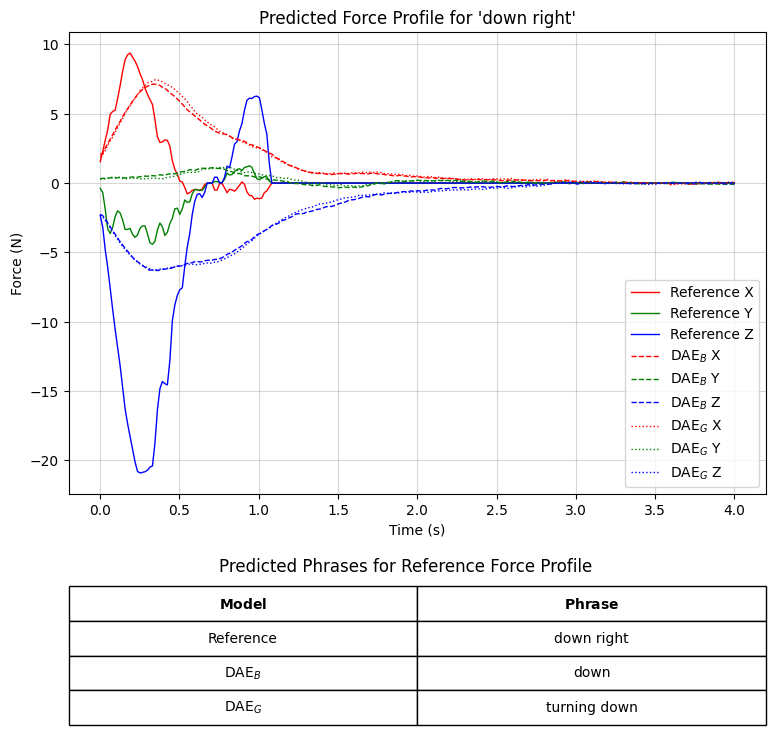 Predicted Force Profile for 'down right'
Force (N)
10
5
0
−5
−10
−15
−20
0.0 0.5 1.0 1.5 2.0 2.5 3.0 3.5 4.0
Time (s)
Reference X
Reference Y
Reference Z
DAE_B X
DAE_B Y
DAE_B Z
DAE_G X
DAE_G Y
DAE_G Z
Predicted Phrases for Reference Force Profile
Model Phrase
Reference down right
DAE_B down
DAE_G turning down